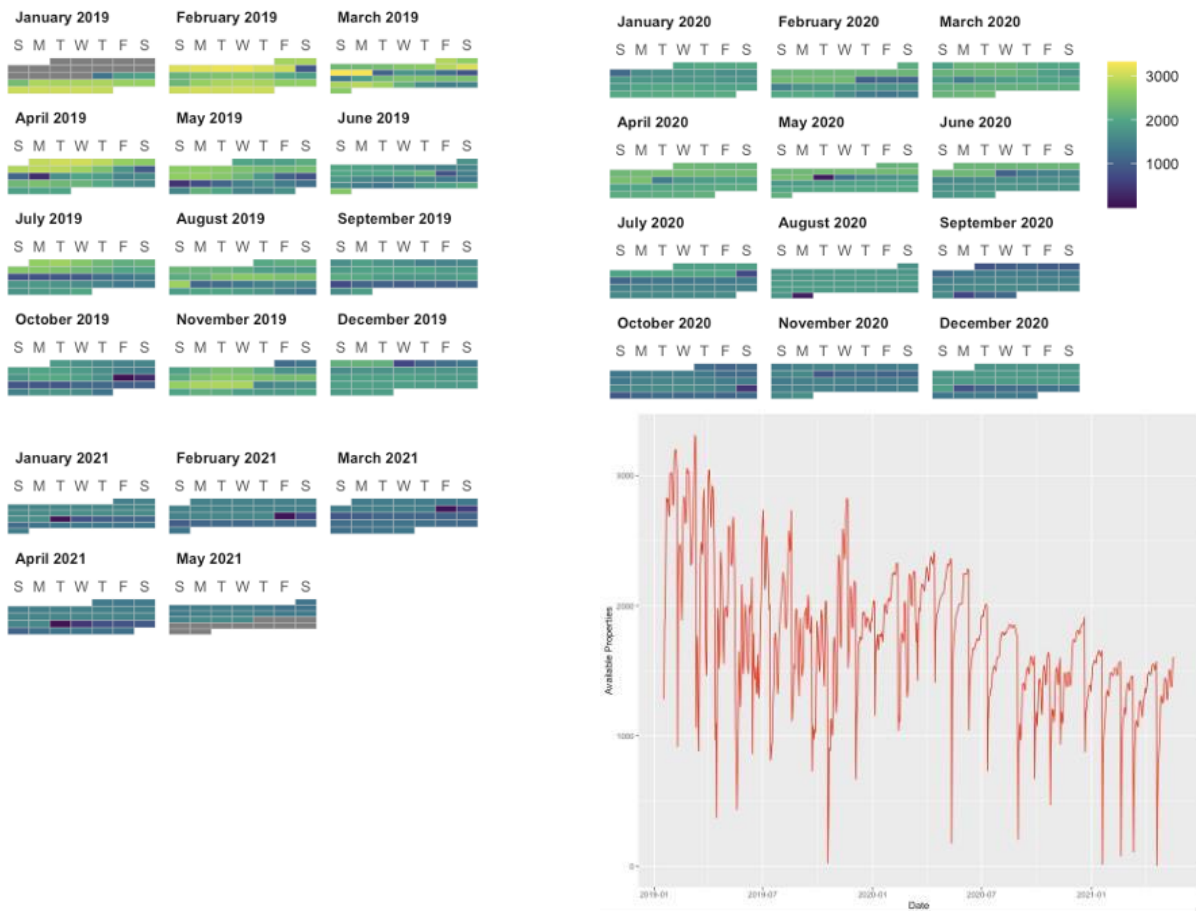 January 2019 February 2019 March 2019
S M T W T F S S M T W T F S S M T W T F S
April 2019 May 2019 June 2019
S M T W T F S S M T W T F S S M T W T F S
July 2019 August 2019 September 2019
S M T W T F S S M T W T F S S M T W T F S
October 2019 November 2019 December 2019
S M T W T F S S M T W T F S S M T W T F S
January 2020 February 2020 March 2020
S M T W T F S S M T W T F S S M T W T F S
April 2020 May 2020 June 2020
S M T W T F S S M T W T F S S M T W T F S
July 2020 August 2020 September 2020
S M T W T F S S M T W T F S S M T W T F S
October 2020 November 2020 December 2020
S M T W T F S S M T W T F S S M T W T F S
3000
2000
1000
January 2021 February 2021 March 2021
S M T W T F S S M T W T F S S M T W T F S
April 2021 May 2021
S M T W T F S S M T W T F S
Available Properties
3000
2000
1000
0
2019-01 2019-07 2020-01 2020-07 2021-01
Date